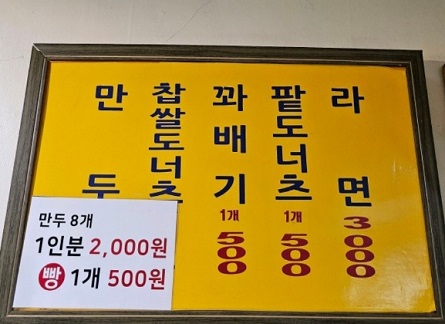 만두
찹쌀도너츠
꽈배기
1개
500
팥도너츠
1개
500
라면
3000
만두 8개
1인분 2,000원
빵 1개 500원